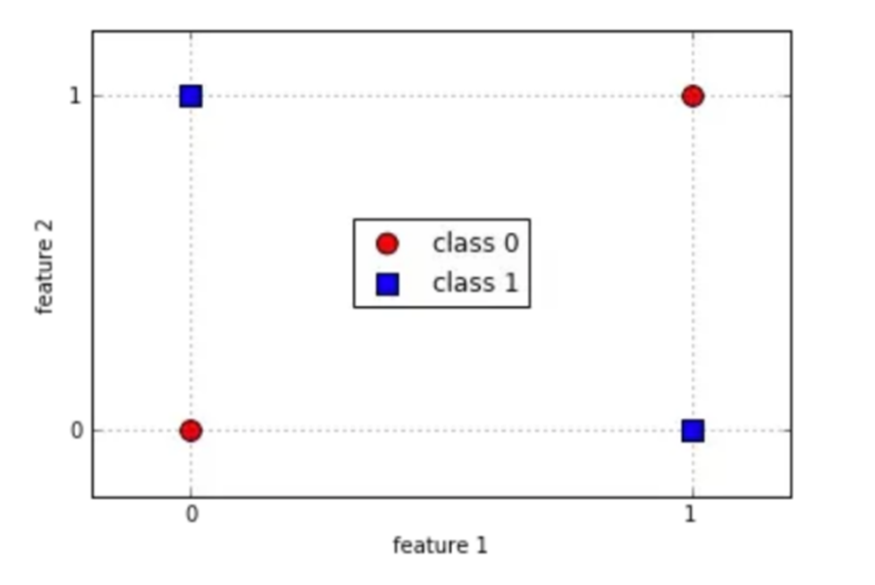 1
feature 2
class 0
class 1
0
0
1
feature 1